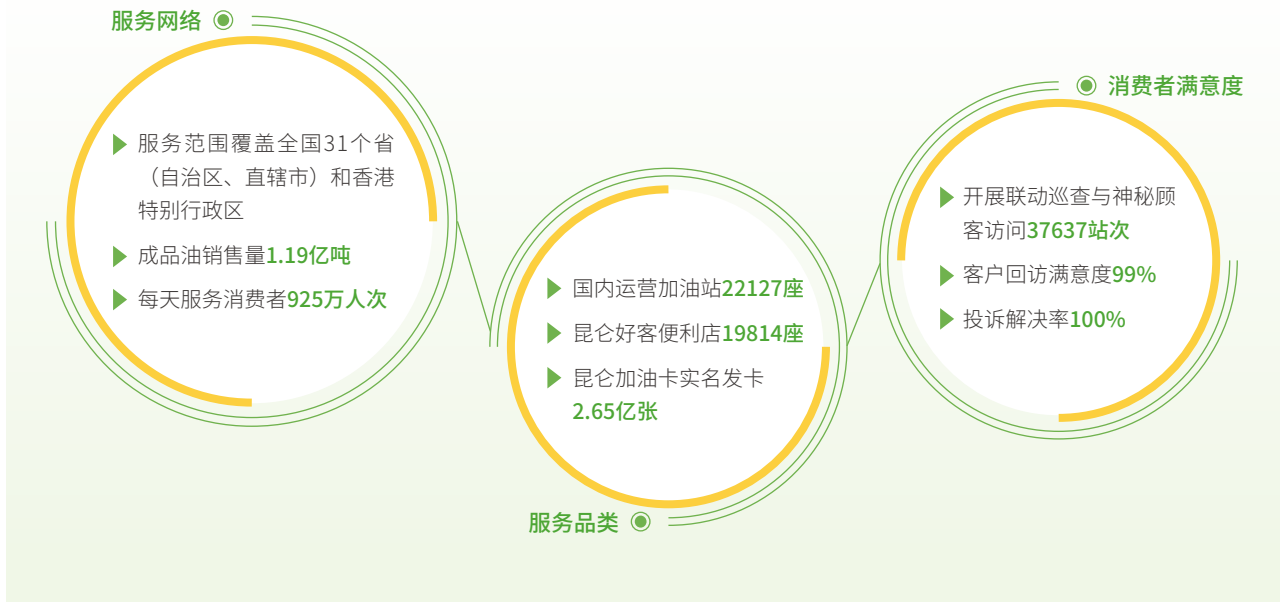 服务网络
服务范围覆盖全国31个省
（自治区、直辖市）和香港
特别行政区
成品油销售量1.19亿吨
每天服务消费者925万人次
国内运营加油站22127座
昆仑好客便利店19814座
昆仑加油卡实名发卡
2.65亿张
服务品类
消费者满意度
开展联动巡查与神秘顾
客访问37637站次
客户回访满意度99%
投诉解决率100%